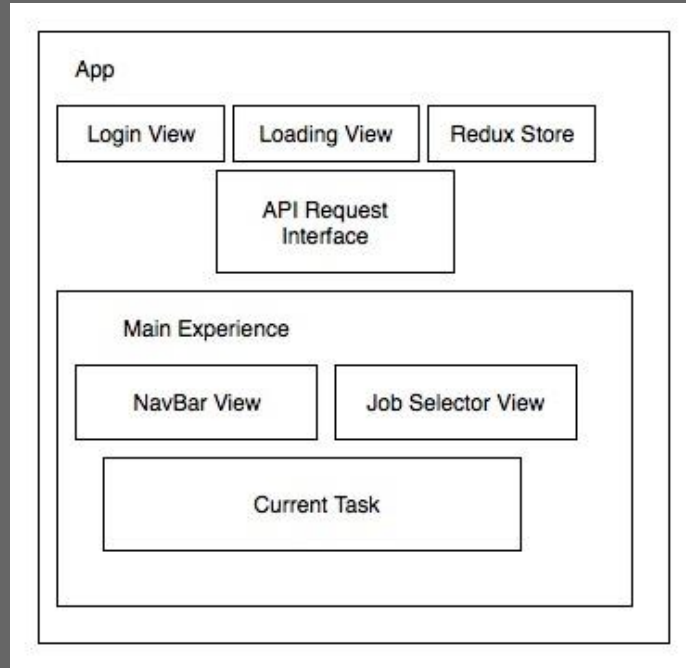 App
Login View
Loading View
Redux Store
API Request
Interface
Main Experience
NavBar View
Job Selector View
Current Task